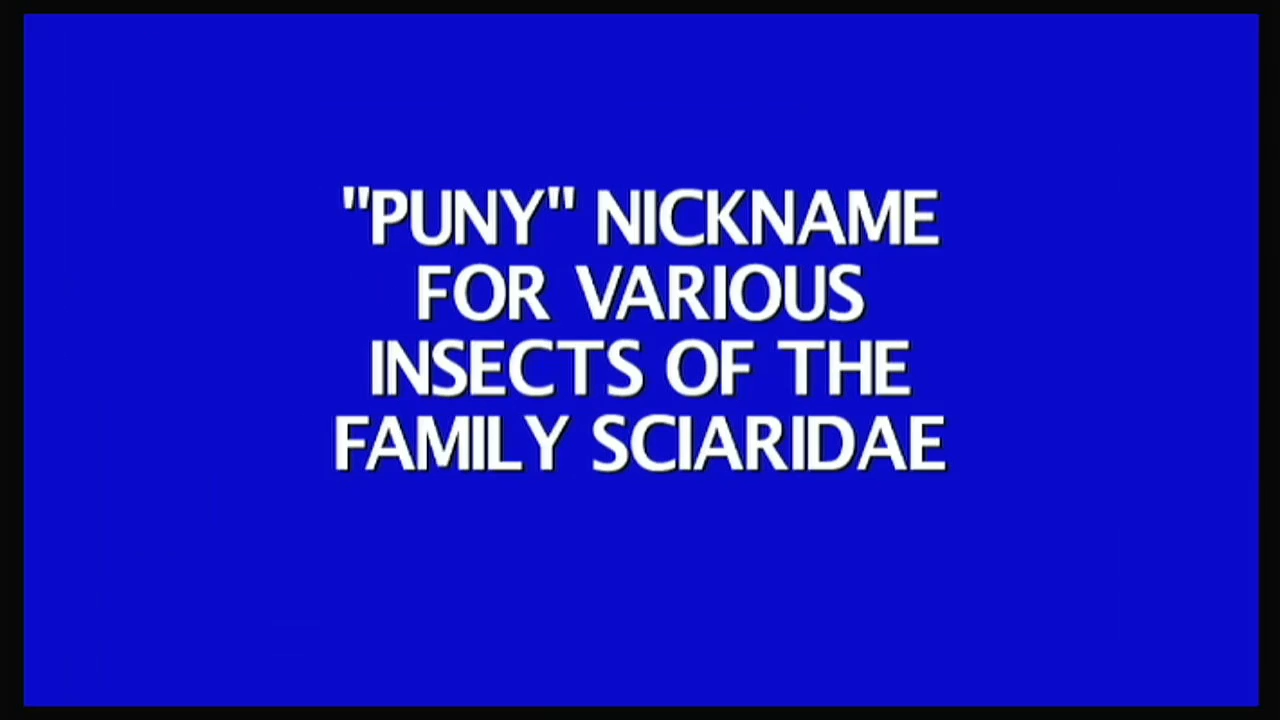 "PUNY" NICKNAME
FOR VARIOUS
INSECTS OF THE
FAMILY SCIARIDAE